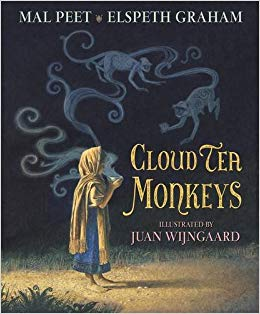 MAL PEET ELSPETH GRAHAM
CLOUD TEA
MONKEYS
ILLUSTRATED BY
JUAN WIJNGAARD